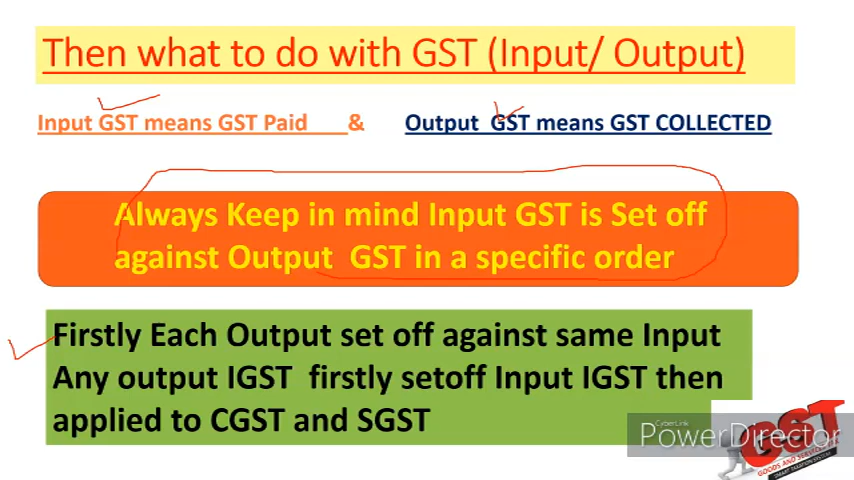 Then what to do with GST (Input/ Output)
Input GST means GST Paid & Output GST means GST COLLECTED
Always Keep in mind Input GST is Set off
against Output GST in a specific order
Firstly Each Output set off against same Input
Any output IGST firstly setoff Input IGST then
applied to CGST and SGST
CyberLink
PowerDirector
GST